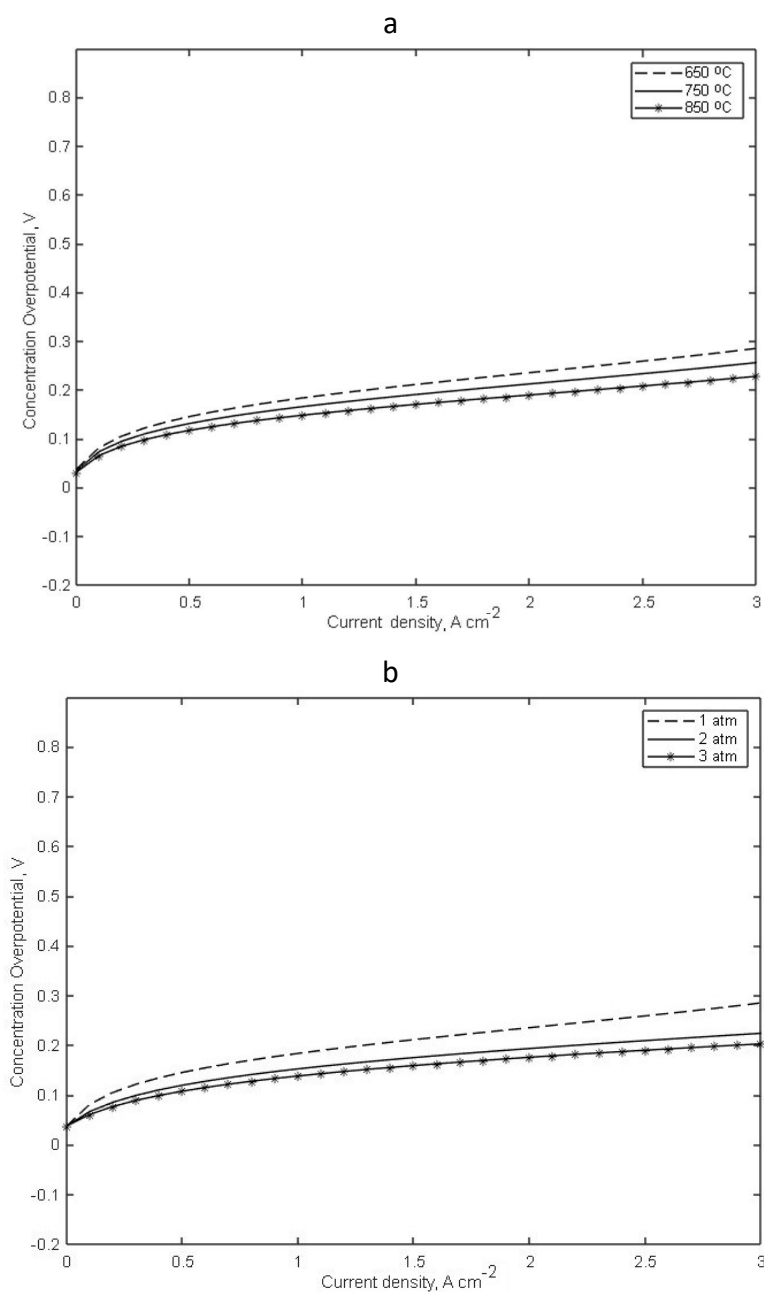 a
650 ºC
750 ºC
850 ºC
0.8
0.7
0.6
0.5
0.4
0.3
0.2
0.1
0
-0.1
-0.2
Concentration Overpotential, V
0 0.5 1 1.5 2 2.5 3
Current density, A cm-2
b
1 atm
2 atm
3 atm
0.8
0.7
0.6
0.5
0.4
0.3
0.2
0.1
0
-0.1
-0.2
Concentration Overpotential, V
0 0.5 1 1.5 2 2.5 3
Current density, A cm-2